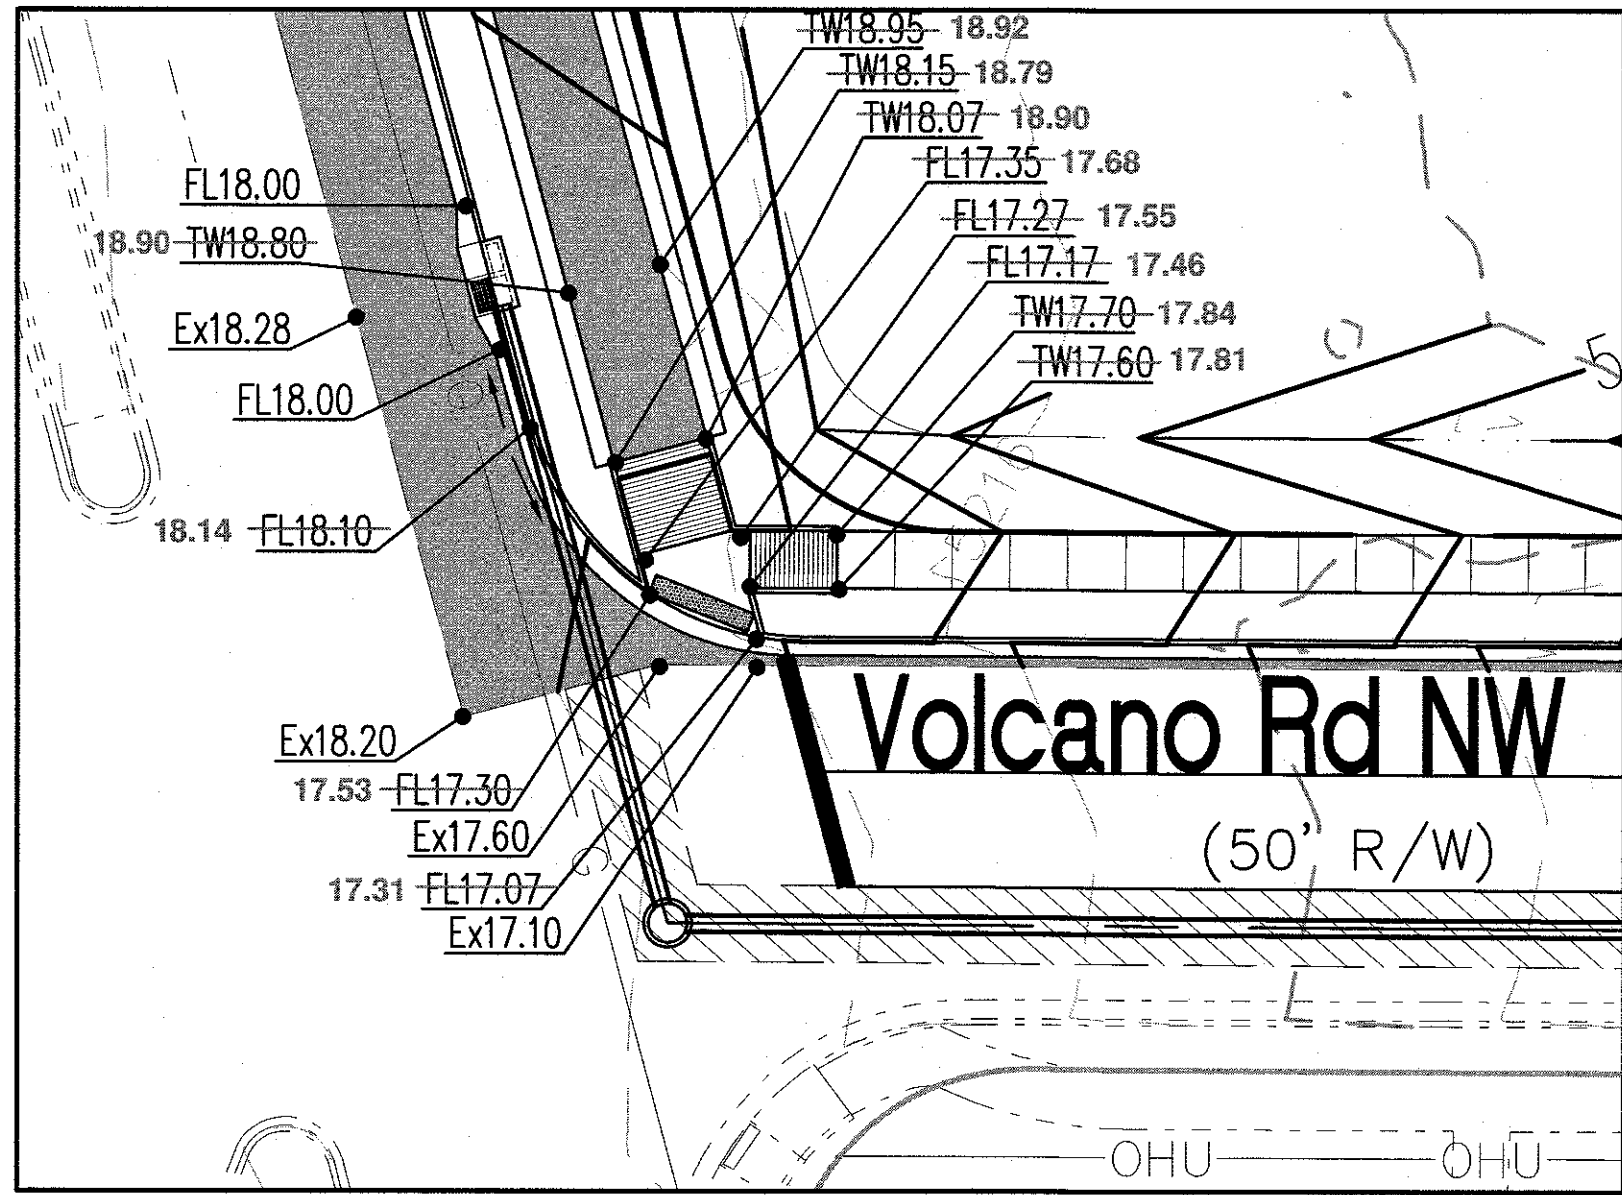 TW18.95 18.92
TW18.15 18.79
TW18.07 18.90
FL17.35 17.68
FL18.00
FL17.27 17.55
18.90 TW18.80
FL17.17 17.46
TW17.70 17.84
Ex18.28
TW17.60 17.81
5
FL18.00
18.14 FL18.10
5216
Volcano Rd NW
Ex18.20
17.53 FL17.30
Ex17.60
(50' R/W)
17.31 FL17.07
Ex17.10
OHU OHU